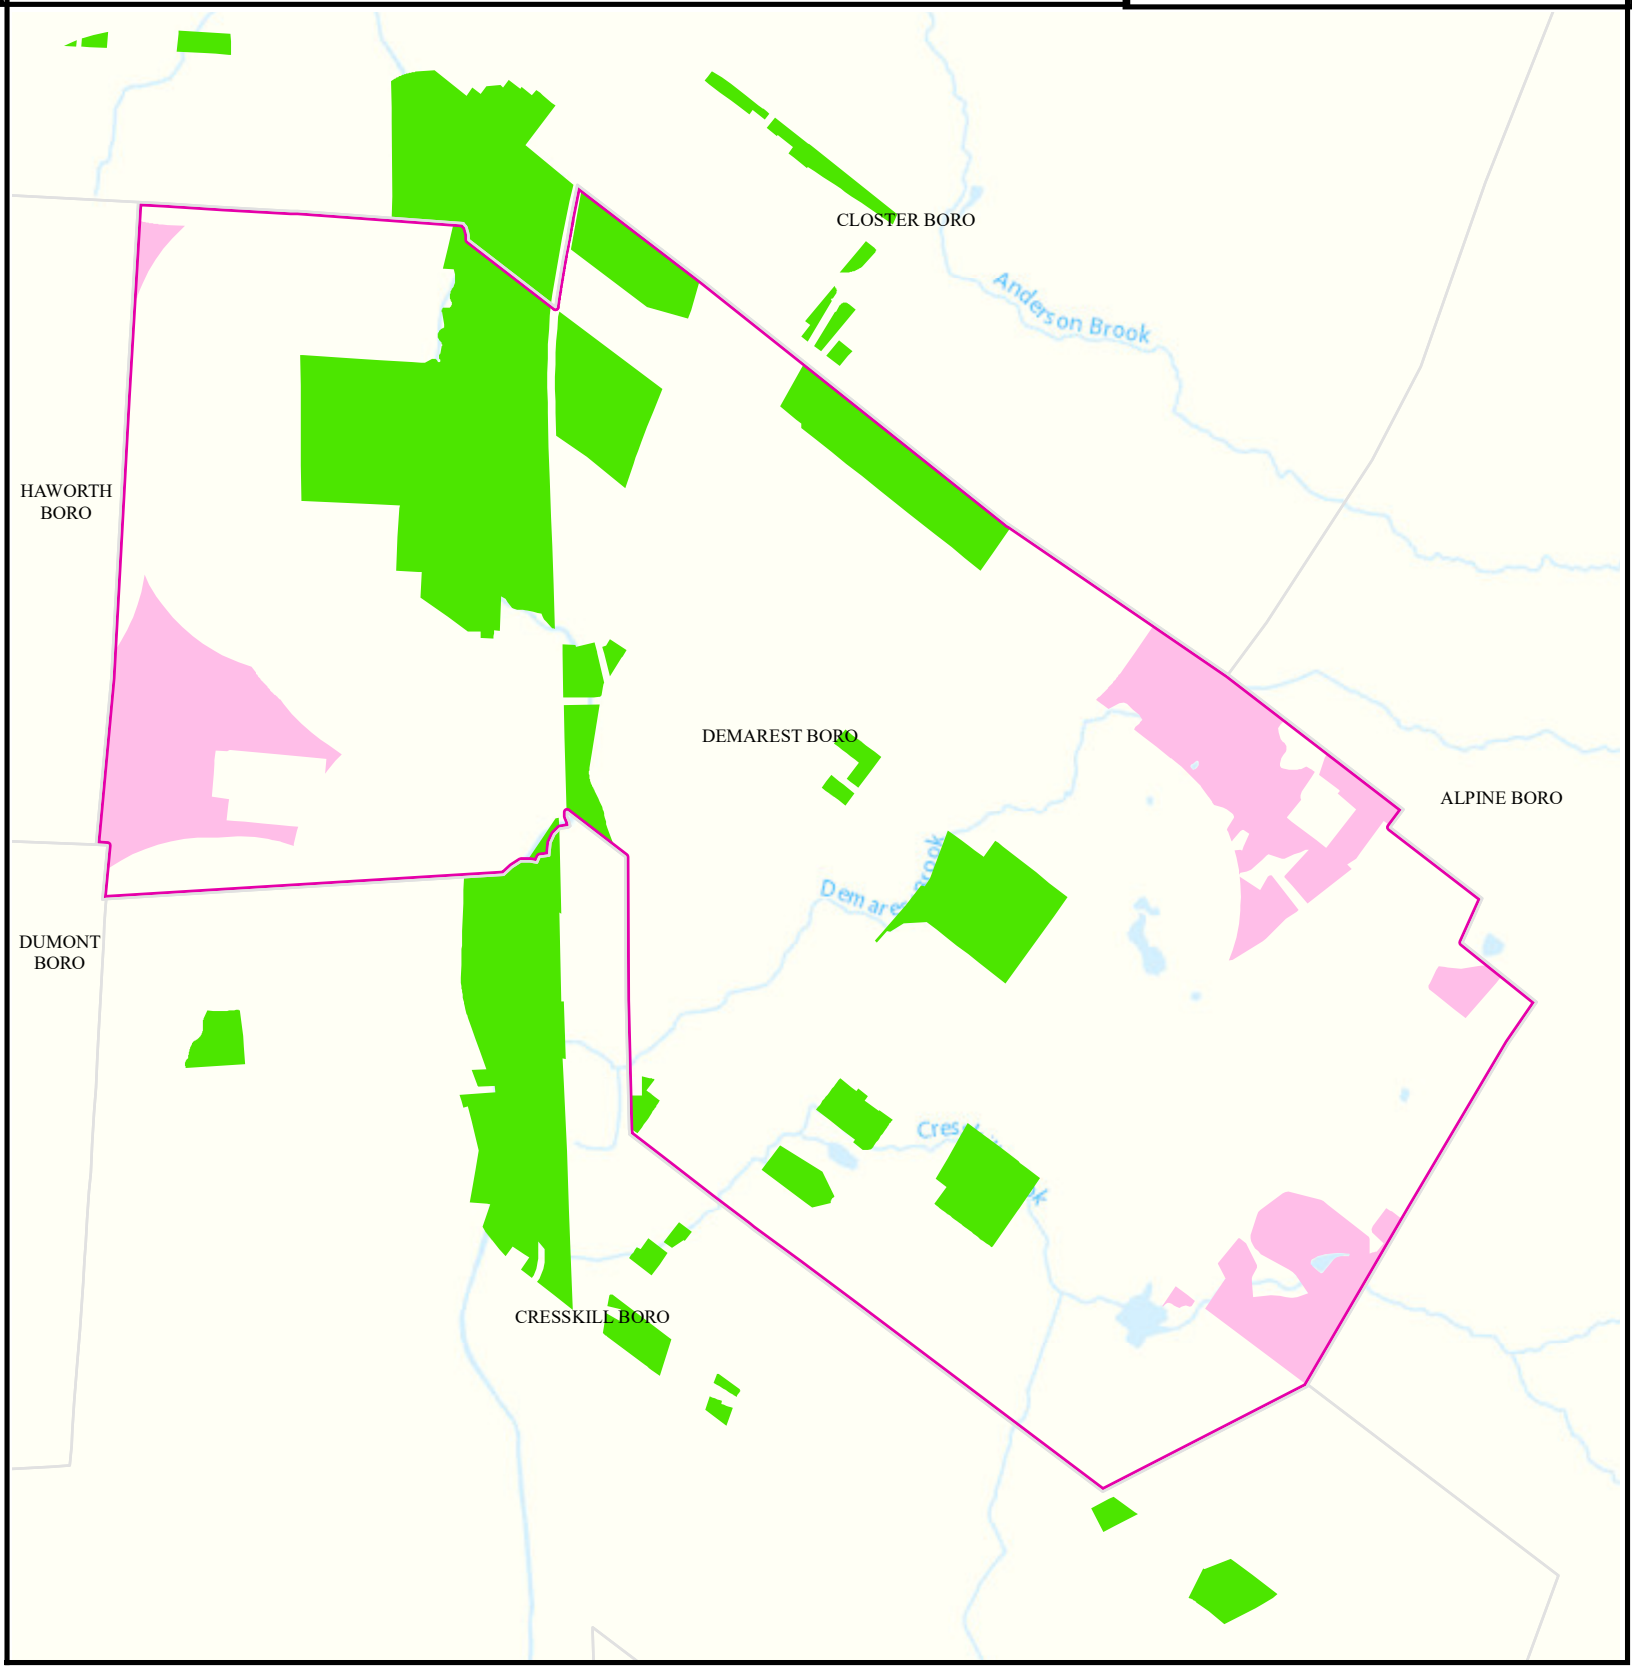 CLOSTER BORO
Anderson Brook
HAWORTH
BORO
DEMAREST BORO
ALPINE BORO
DUMONT
BORO
CRESSKILL BORO